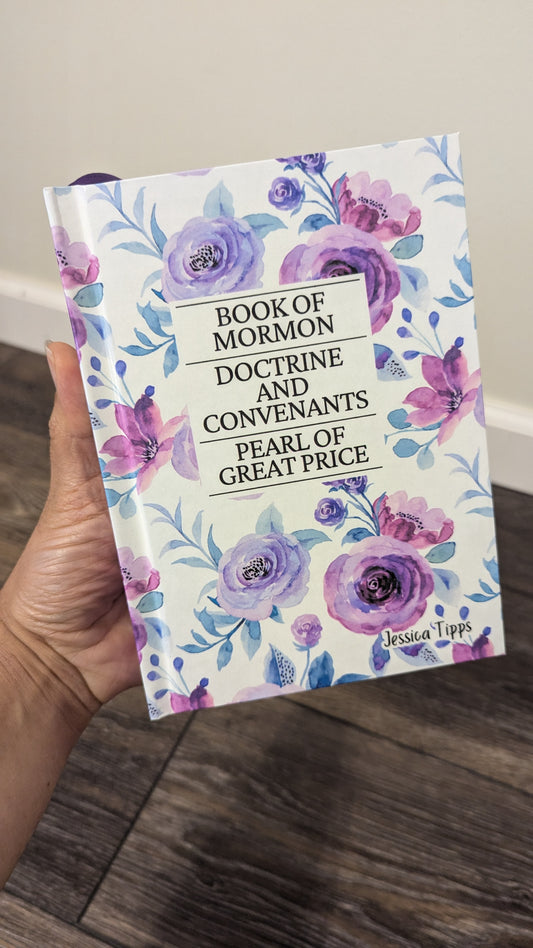 BOOK OF
MORMON
DOCTRINE
AND
CONVENANTS
PEARL OF
GREAT PRICE
Jessica Tipps